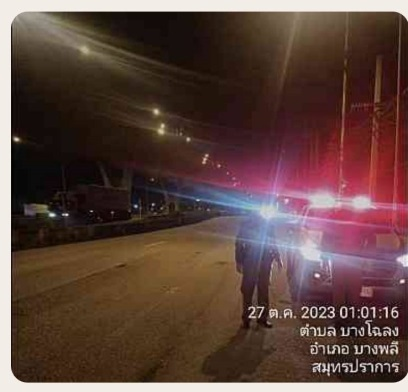 27 ต.ค. 2023 01:01:16
ตำบล บางโฉลง
อำเภอ บางพลี
สมุทรปราการ